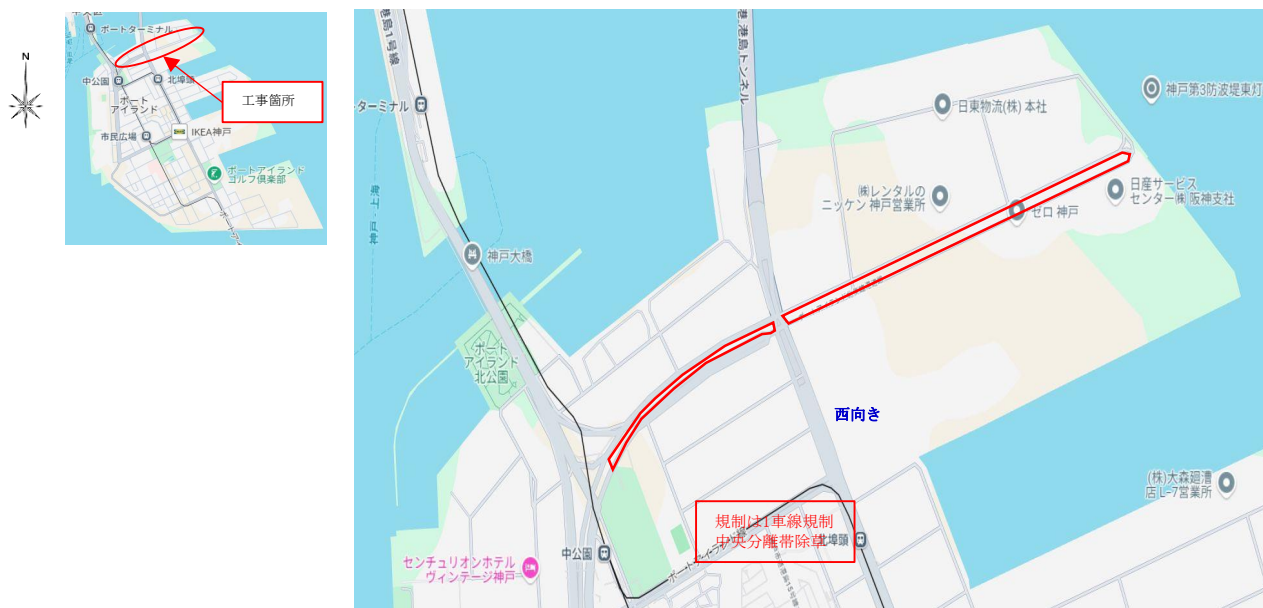 N
ポートターミナル
中公園
北埠頭
ポート
アイランド
市民広場
IKEA神戸
ポートアイランド
ゴルフ倶楽部
工事箇所
港島1号線
港島トンネル
ターミナル
神戸大橋
ポート
アイランド
北公園
日東物流(株) 本社
神戸第3防波堤東灯
(株)レンタルの
ニッケン 神戸営業所
ゼロ 神戸
日産サービス
センター(株) 阪神支社
西向き
(株)大森廻漕
店 L-7営業所
規制は1車線規制
中央分離帯除草
北埠頭
中公園
センチュリオンホテル
ヴィンテージ神戸